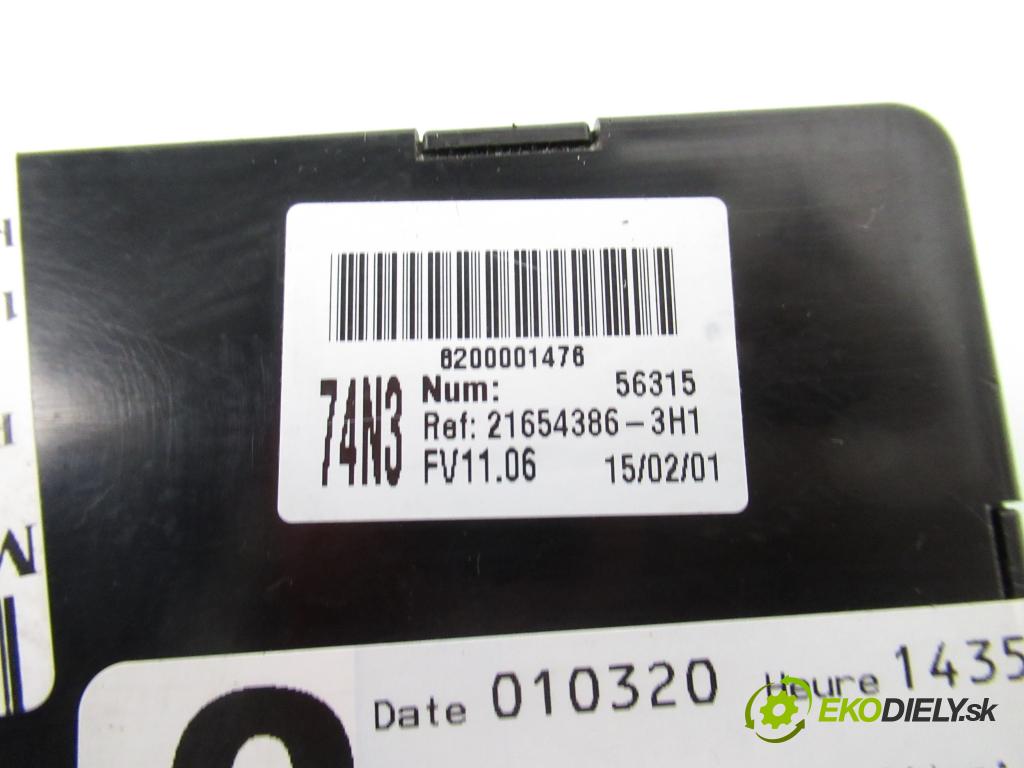 8200001476
74N3 Num: 56315
Ref: 21654386-3H1
FV11.06 15/02/01
Date 010320 Heure 1435
EKODIELY.sk